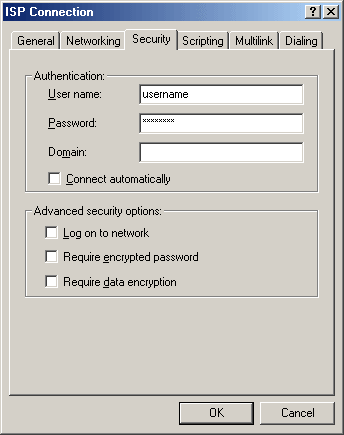 ISP Connection
General Networking Security Scripting Multilink Dialing
Authentication:
User name: username
Password: xxxxxxxx
Domain:
Connect automatically
Advanced security options:
Log on to network
Require encrypted password
Require data encryption
OK Cancel